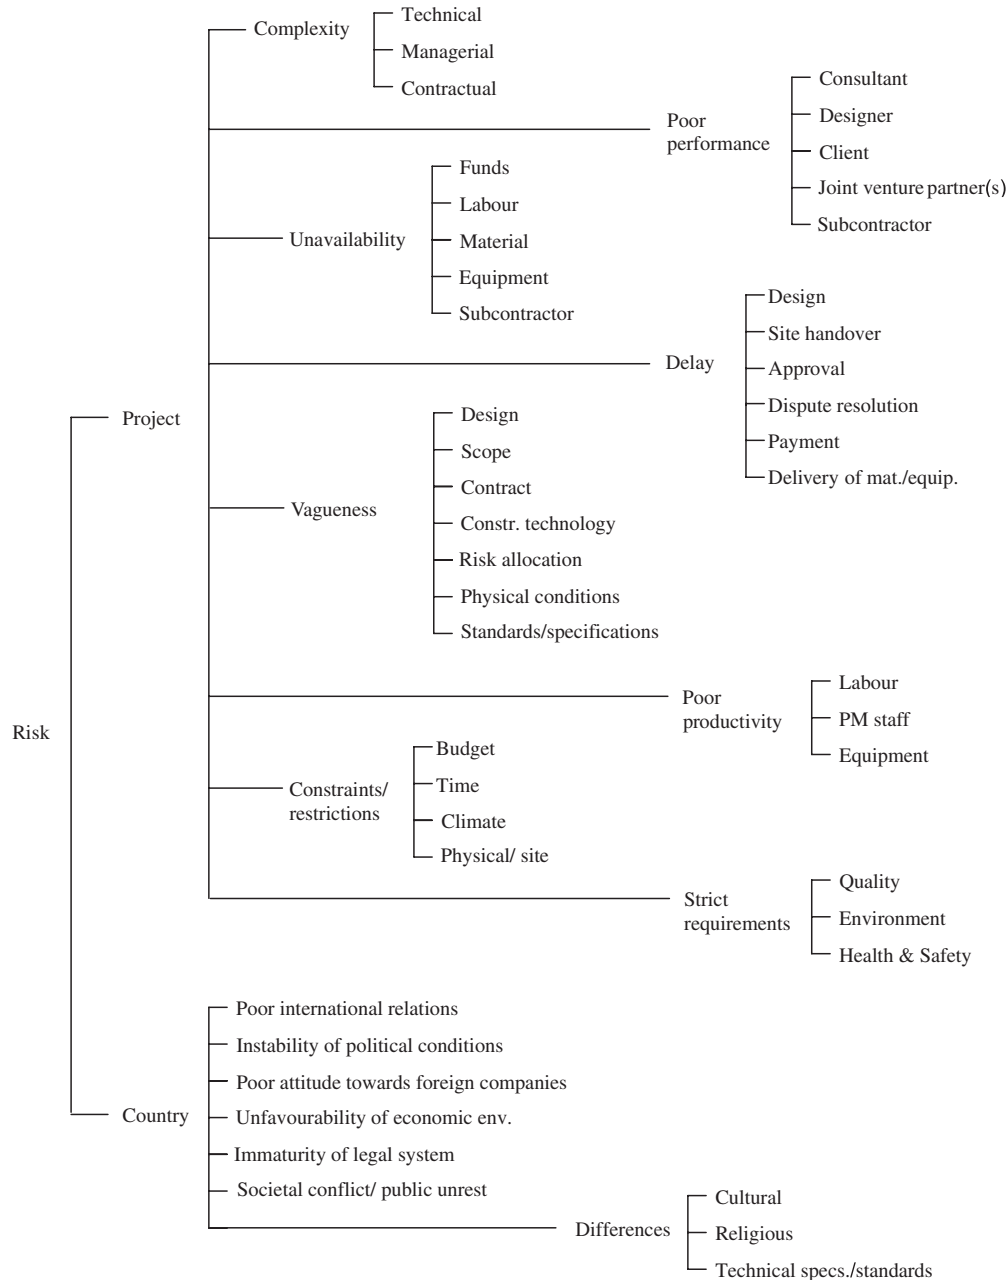 Risk
Project
Complexity
Technical
Managerial
Contractual
Poor
performance
Consultant
Designer
Client
Joint venture partner(s)
Subcontractor
Unavailability
Funds
Labour
Material
Equipment
Subcontractor
Delay
Design
Site handover
Approval
Dispute resolution
Payment
Delivery of mat./equip.
Vagueness
Design
Scope
Contract
Constr. technology
Risk allocation
Physical conditions
Standards/specifications
Poor
productivity
Labour
PM staff
Equipment
Constraints/
restrictions
Budget
Time
Climate
Physical/ site
Strict
requirements
Quality
Environment
Health & Safety
Country
Poor international relations
Instability of political conditions
Poor attitude towards foreign companies
Unfavourability of economic env.
Immaturity of legal system
Societal conflict/ public unrest
Differences
Cultural
Religious
Technical specs./standards